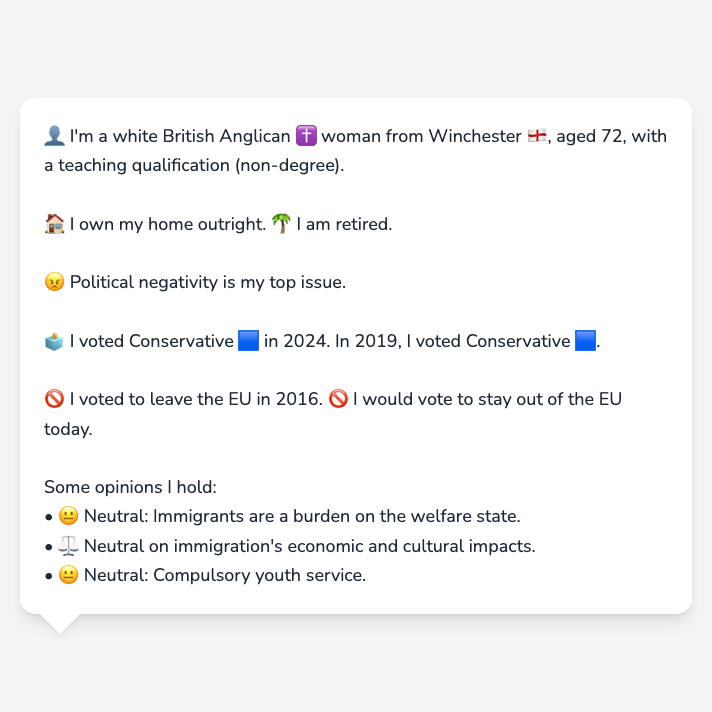 👤 I'm a white British Anglican ✝️ woman from Winchester 🏴󠁧󠁢󠁥󠁮󠁧󠁿, aged 72, with
a teaching qualification (non-degree).
🏠 I own my home outright. 🌴 I am retired.
😠 Political negativity is my top issue.
🗳️ I voted Conservative 🟦 in 2024. In 2019, I voted Conservative 🟦.
🚫 I voted to leave the EU in 2016. 🚫 I would vote to stay out of the EU
today.
Some opinions I hold:
• 😐 Neutral: Immigrants are a burden on the welfare state.
• ⚖️ Neutral on immigration's economic and cultural impacts.
• 😐 Neutral: Compulsory youth service.